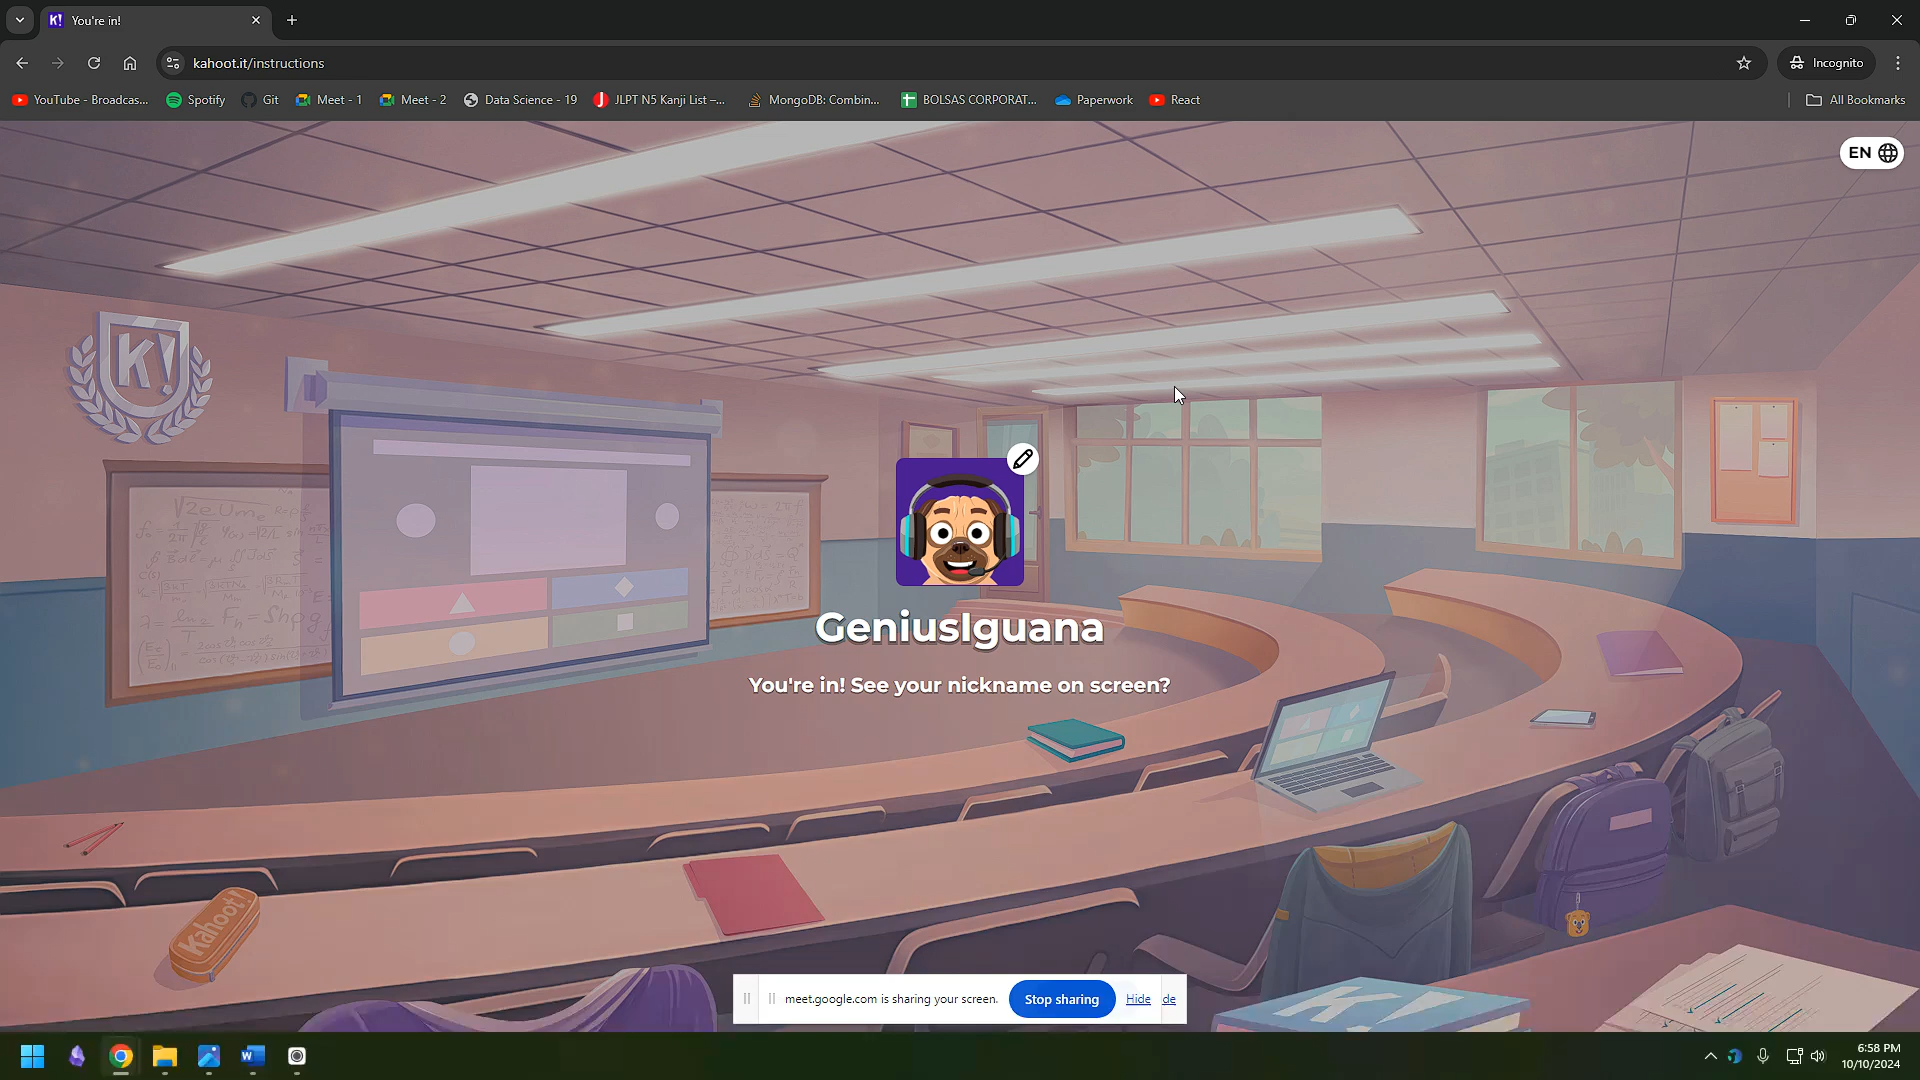 You're in!
kahoot.it/instructions
Incognito
YouTube - Broadcas...
Spotify
Git
Meet - 1
Meet - 2
Data Science - 19
JLPT N5 Kanji List –...
MongoDB: Combin...
BOLSAS CORPORAT...
Paperwork
React
All Bookmarks
EN
K!
GeniusIguana
You're in! See your nickname on screen?
Kahoot!
K!
meet.google.com is sharing your screen.
Stop sharing
Hide
de
6:58 PM
10/10/2024